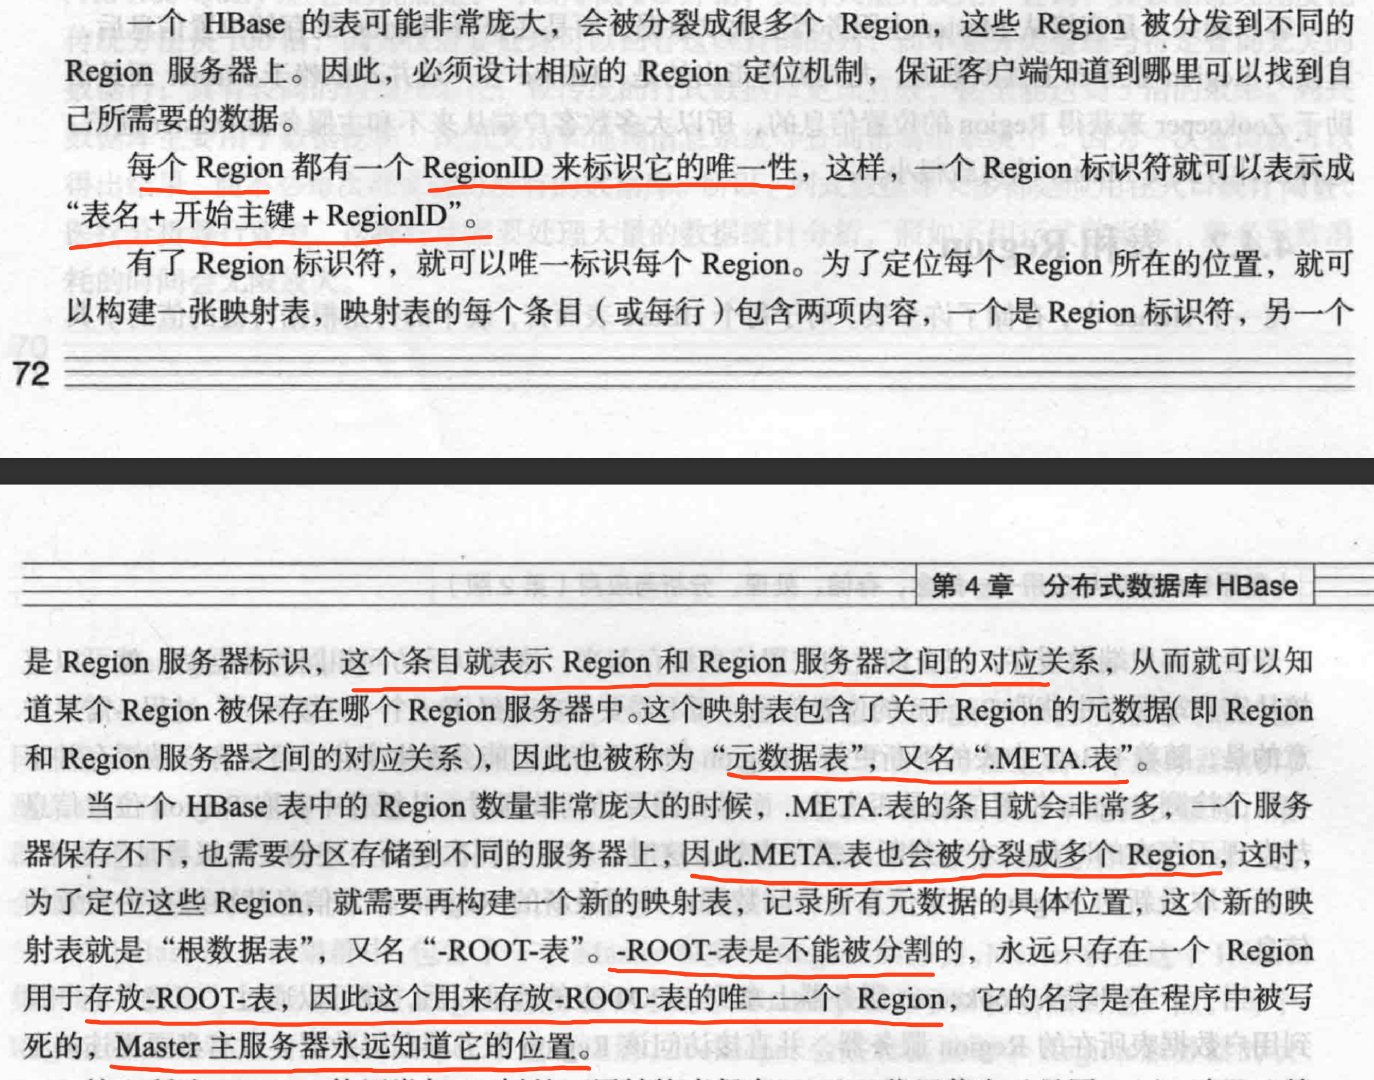 一个 HBase 的表可能非常庞大，会被分裂成很多个 Region，这些 Region 被分发到不同的
Region 服务器上。因此，必须设计相应的 Region 定位机制，保证客户端知道到哪里可以找到自
己所需要的数据。
每个 Region 都有一个 RegionID 来标识它的唯一性，这样，一个 Region 标识符就可以表示成
“表名 + 开始主键 + RegionID”。
有了 Region 标识符，就可以唯一标识每个 Region。为了定位每个 Region 所在的位置，就可
以构建一张映射表，映射表的每个条目（或每行）包含两项内容，一个是 Region 标识符，另一个
72
第 4 章 分布式数据库 HBase
是 Region 服务器标识，这个条目就表示 Region 和 Region 服务器之间的对应关系，从而就可以知
道某个 Region 被保存在哪个 Region 服务器中。这个映射表包含了关于 Region 的元数据（即 Region
和 Region 服务器之间的对应关系），因此也被称为“元数据表”，又名“.META.表”。
当一个 HBase 表中的 Region 数量非常庞大的时候，.META.表的条目就会非常多，一个服务
器保存不下，也需要分区存储到不同的服务器上，因此.META.表也会被分裂成多个 Region，这时，
为了定位这些 Region，就需要再构建一个新的映射表，记录所有元数据的具体位置，这个新的映
射表就是“根数据表”，又名“-ROOT-表”。-ROOT-表是不能被分割的，永远只存在一个 Region
用于存放-ROOT-表，因此这个用来存放-ROOT-表的唯一一个 Region，它的名字是在程序中被写
死的，Master 主服务器永远知道它的位置。